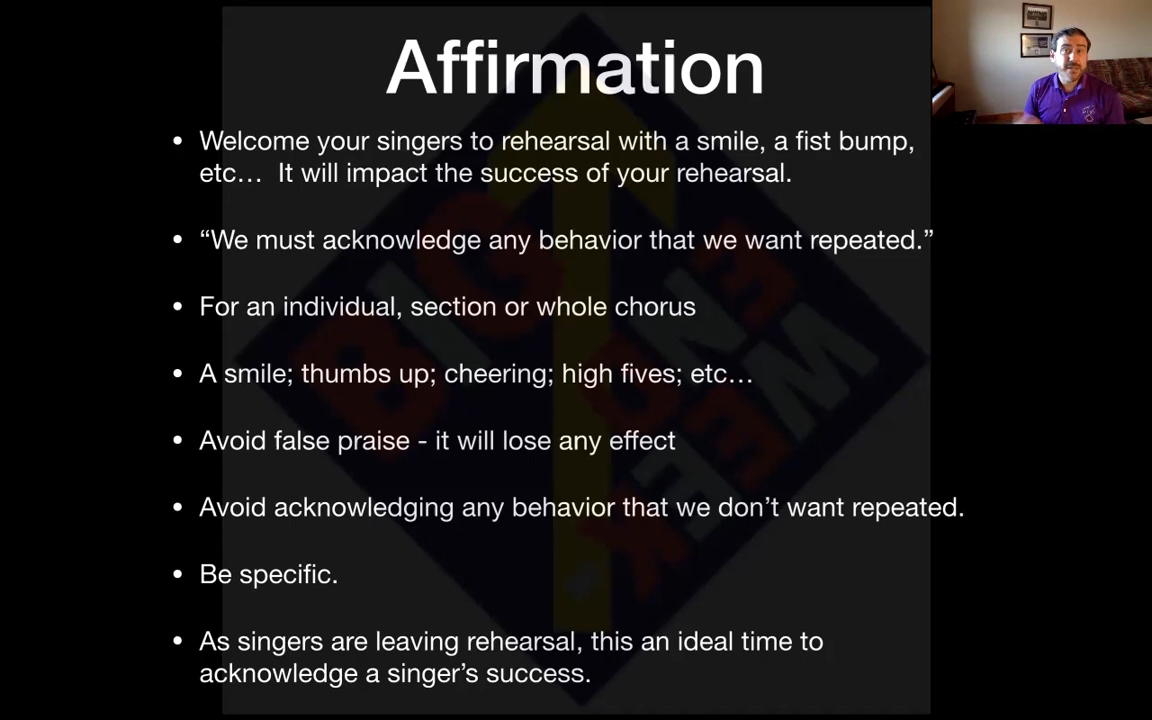 Affirmation
• Welcome your singers to rehearsal with a smile, a fist bump,
etc… It will impact the success of your rehearsal.
• “We must acknowledge any behavior that we want repeated.”
• For an individual, section or whole chorus
• A smile; thumbs up; cheering; high fives; etc…
• Avoid false praise - it will lose any effect
• Avoid acknowledging any behavior that we don’t want repeated.
• Be specific.
• As singers are leaving rehearsal, this an ideal time to
acknowledge a singer’s success.
BIG